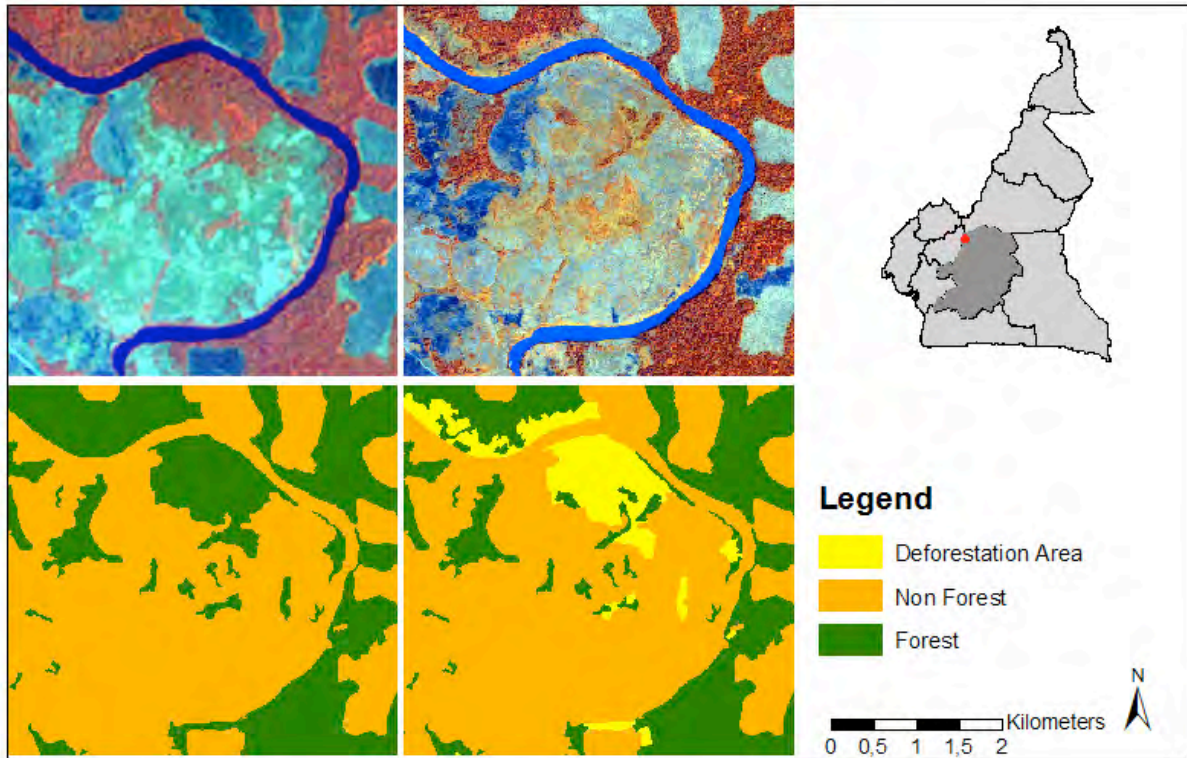 Legend
Deforestation Area
Non Forest
Forest
N
Kilometers
0 0,5 1 1,5 2